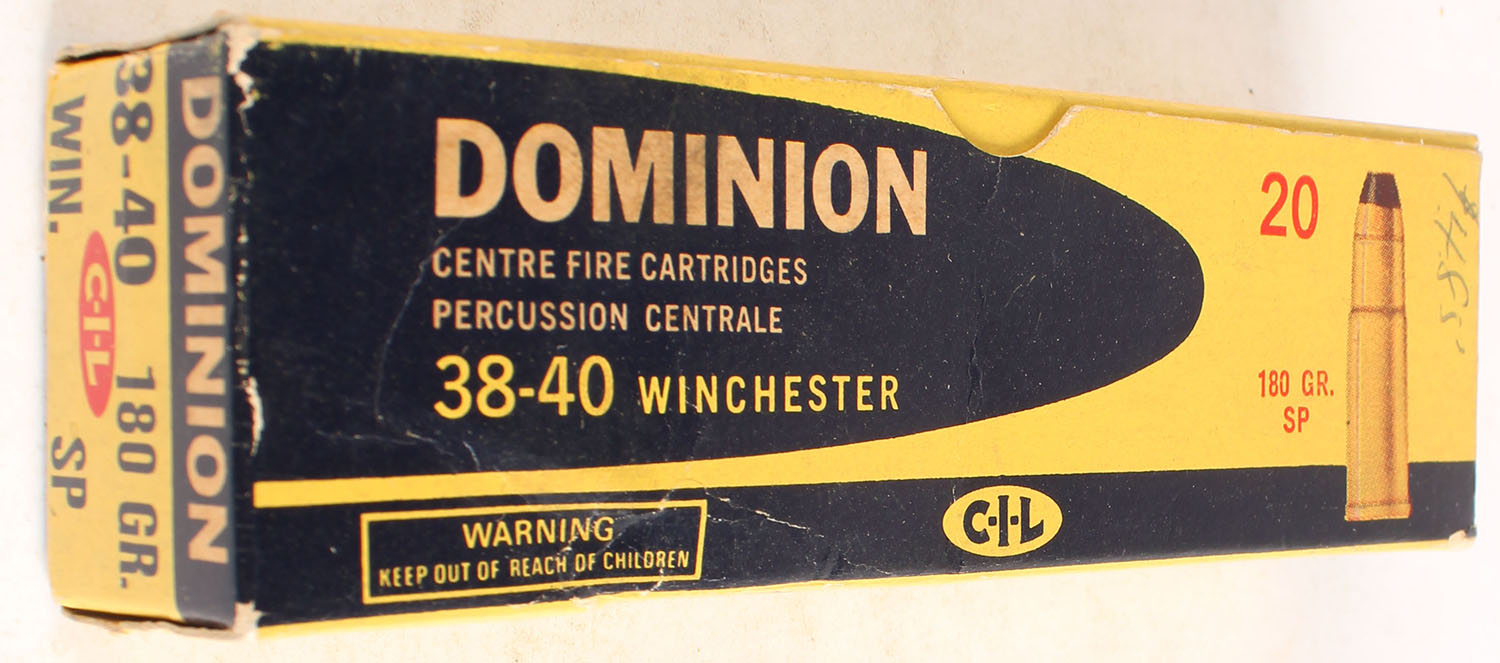 DOMINION
38-40 180 GR.
WIN. SP
C-I-L
DOMINION
CENTRE FIRE CARTRIDGES
PERCUSSION CENTRALE
38-40 WINCHESTER
20
180 GR.
SP
WARNING
KEEP OUT OF REACH OF CHILDREN
C-I-L